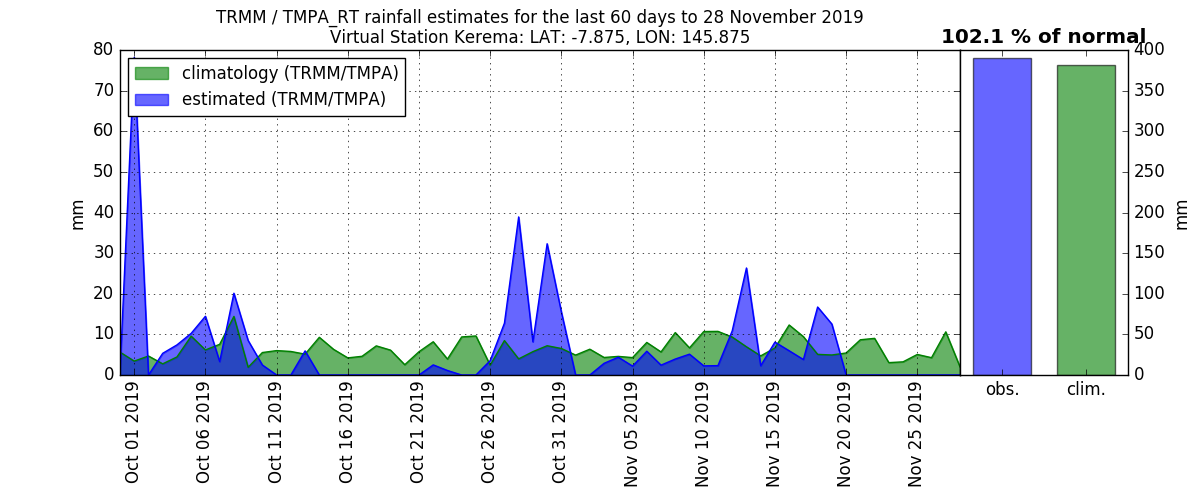 TRMM / TMPA_RT rainfall estimates for the last 60 days to 28 November 2019
Virtual Station Kerema: LAT: -7.875, LON: 145.875
102.1 % of normal
climatology (TRMM/TMPA)
estimated (TRMM/TMPA)
80
70
60
50
40
30
20
10
0
mm
Oct 01 2019
Oct 06 2019
Oct 11 2019
Oct 16 2019
Oct 21 2019
Oct 26 2019
Oct 31 2019
Nov 05 2019
Nov 10 2019
Nov 15 2019
Nov 20 2019
Nov 25 2019
obs.
clim.
400
350
300
250
200
150
100
50
0
mm